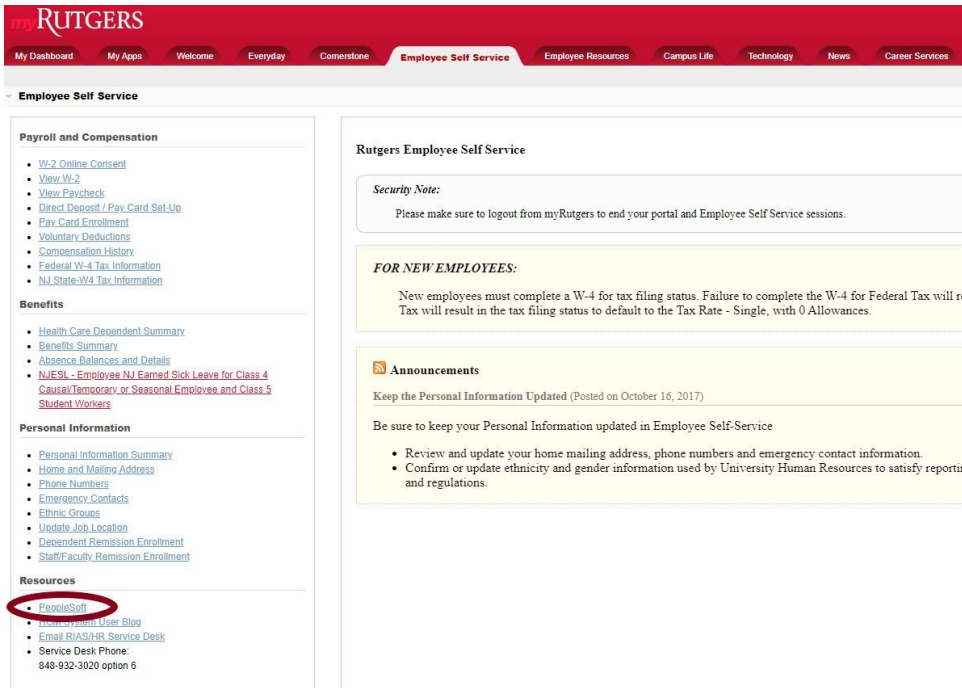 myRUTGERS
My Dashboard My Apps Welcome Everyday Cornerstone Employee Self Service Employee Resources Campus Life Technology News Career Services
Employee Self Service
Payroll and Compensation
W-2 Online Consent
View W-2
View Paycheck
Direct Deposit / Pay Card Set-Up
Pay Card Enrollment
Voluntary Deductions
Compensation History
Federal W-4 Tax Information
NJ State-W4 Tax Information
Benefits
Health Care Dependent Summary
Benefits Summary
Absence Balances and Details
NJESL - Employee NJ Earned Sick Leave for Class 4
Causal/Temporary or Seasonal Employee and Class 5
Student Workers
Personal Information
Personal Information Summary
Home and Mailing Address
Phone Numbers
Emergency Contacts
Ethnic Groups
Update Job Location
Dependent Remission Enrollment
Staff/Faculty Remission Enrollment
Resources
PeopleSoft
HCM System User Blog
Email RIAS/HR Service Desk
Service Desk Phone:
848-932-3020 option 6
Rutgers Employee Self Service
Security Note:
Please make sure to logout from myRutgers to end your portal and Employee Self Service sessions.
FOR NEW EMPLOYEES:
New employees must complete a W-4 for tax filing status. Failure to complete the W-4 for Federal Tax will
Tax will result in the tax filing status to default to the Tax Rate - Single, with 0 Allowances.
Announcements
Keep the Personal Information Updated (Posted on October 16, 2017)
Be sure to keep your Personal Information updated in Employee Self-Service
Review and update your home mailing address, phone numbers and emergency contact information.
Confirm or update ethnicity and gender information used by University Human Resources to satisfy
and regulations.